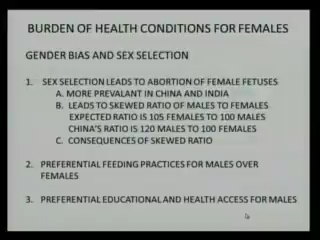 BURDEN OF HEALTH CONDITIONS FOR FEMALES
GENDER BIAS AND SEX SELECTION
1. SEX SELECTION LEADS TO ABORTION OF FEMALE FETUSES
A. MORE PREVALANT IN CHINA AND INDIA
B. LEADS TO SKEWED RATIO OF MALES TO FEMALES
EXPECTED RATIO IS 105 FEMALES TO 100 MALES
CHINA'S RATIO IS 120 MALES TO 100 FEMALES
C. CONSEQUENCES OF SKEWED RATIO
2. PREFERENTIAL FEEDING PRACTICES FOR MALES OVER
FEMALES
3. PREFERENTIAL EDUCATIONAL AND HEALTH ACCESS FOR MALES